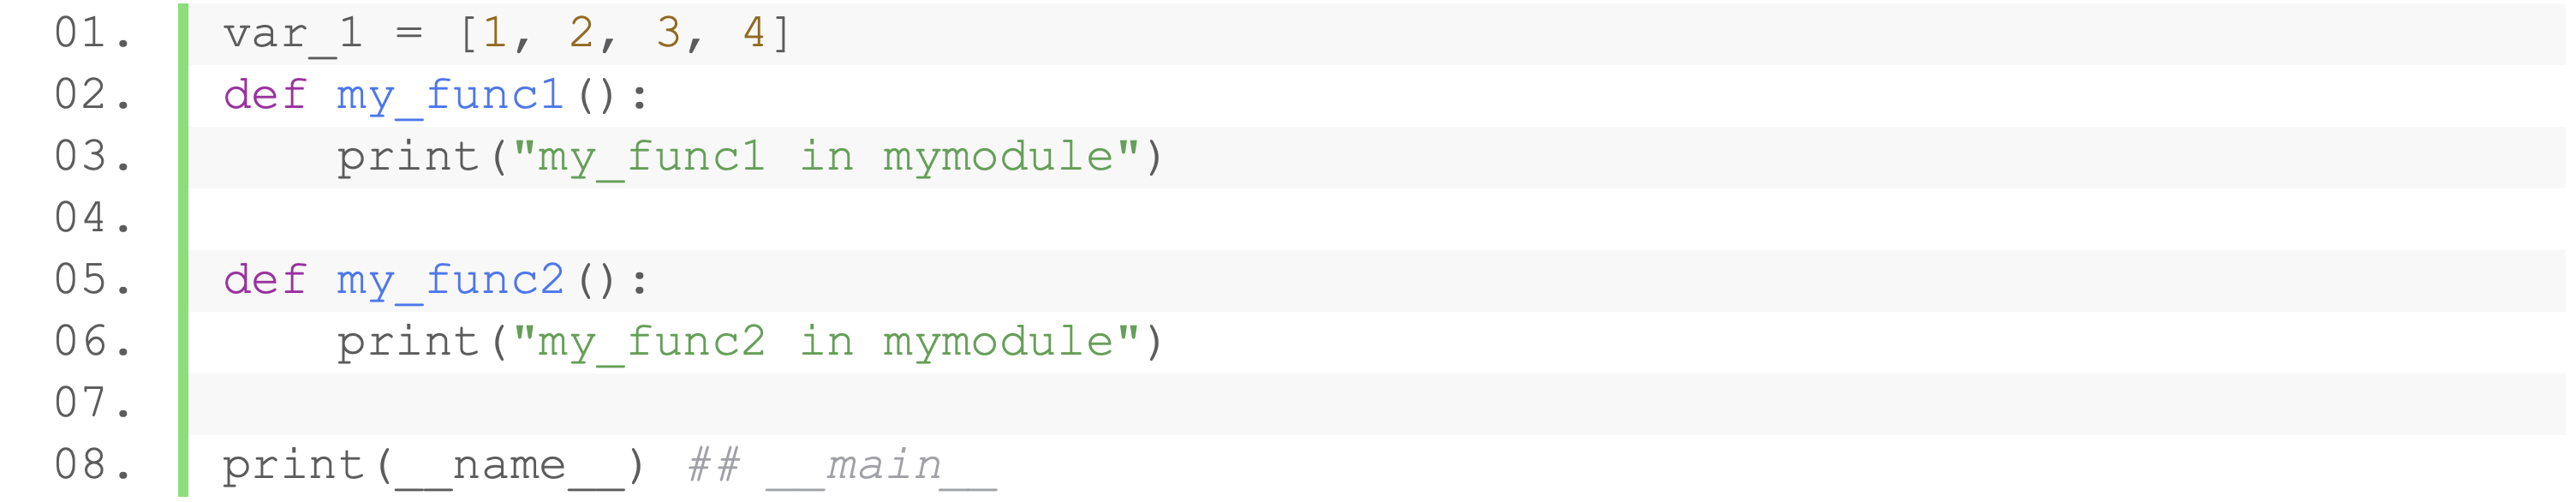 01. var_1 = [1, 2, 3, 4]
02. def my_func1():
03.     print("my_func1 in mymodule")
04.
05. def my_func2():
06.     print("my_func2 in mymodule")
07.
08. print(__name__) ## __main__